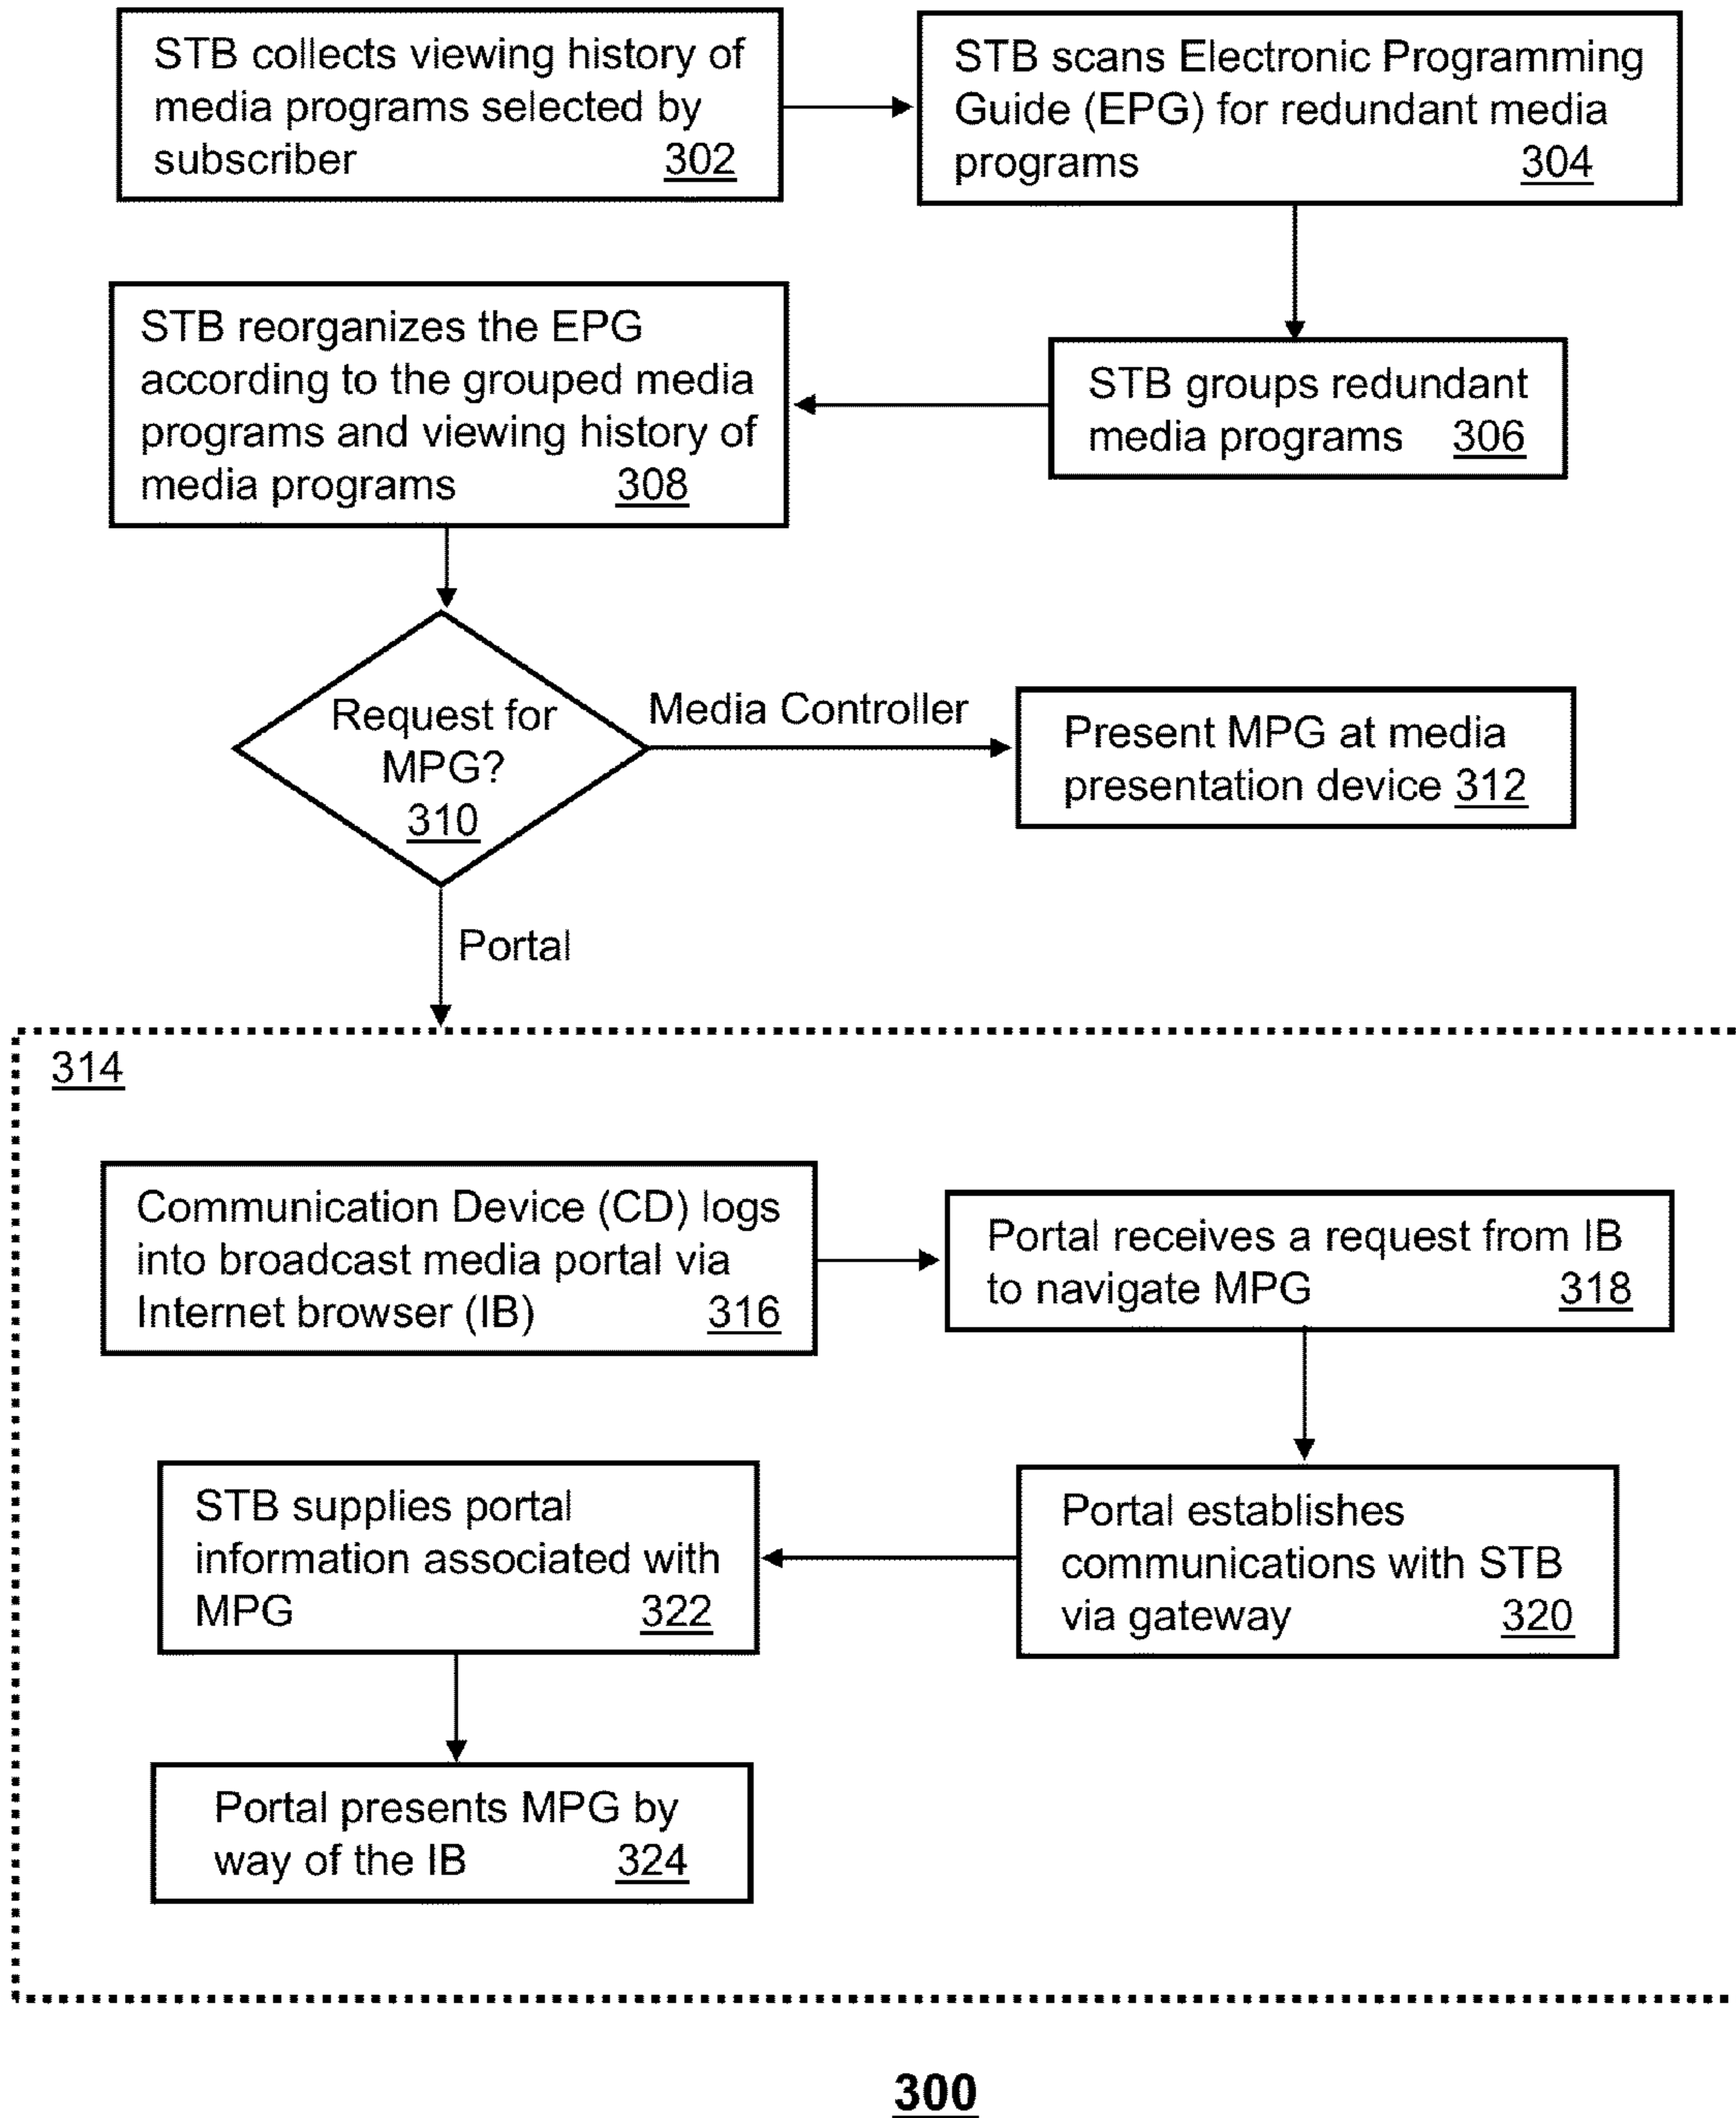 STB collects viewing history of
media programs selected by
subscriber 302
STB scans Electronic Programming
Guide (EPG) for redundant media
programs 304
STB groups redundant
media programs 306
STB reorganizes the EPG
according to the grouped media
programs and viewing history of
media programs 308
Request for
MPG?
310
Media Controller
Present MPG at media
presentation device 312
Portal
314
Communication Device (CD) logs
into broadcast media portal via
Internet browser (IB) 316
Portal receives a request from IB
to navigate MPG 318
Portal establishes
communications with STB
via gateway 320
STB supplies portal
information associated with
MPG 322
Portal presents MPG by
way of the IB 324
300